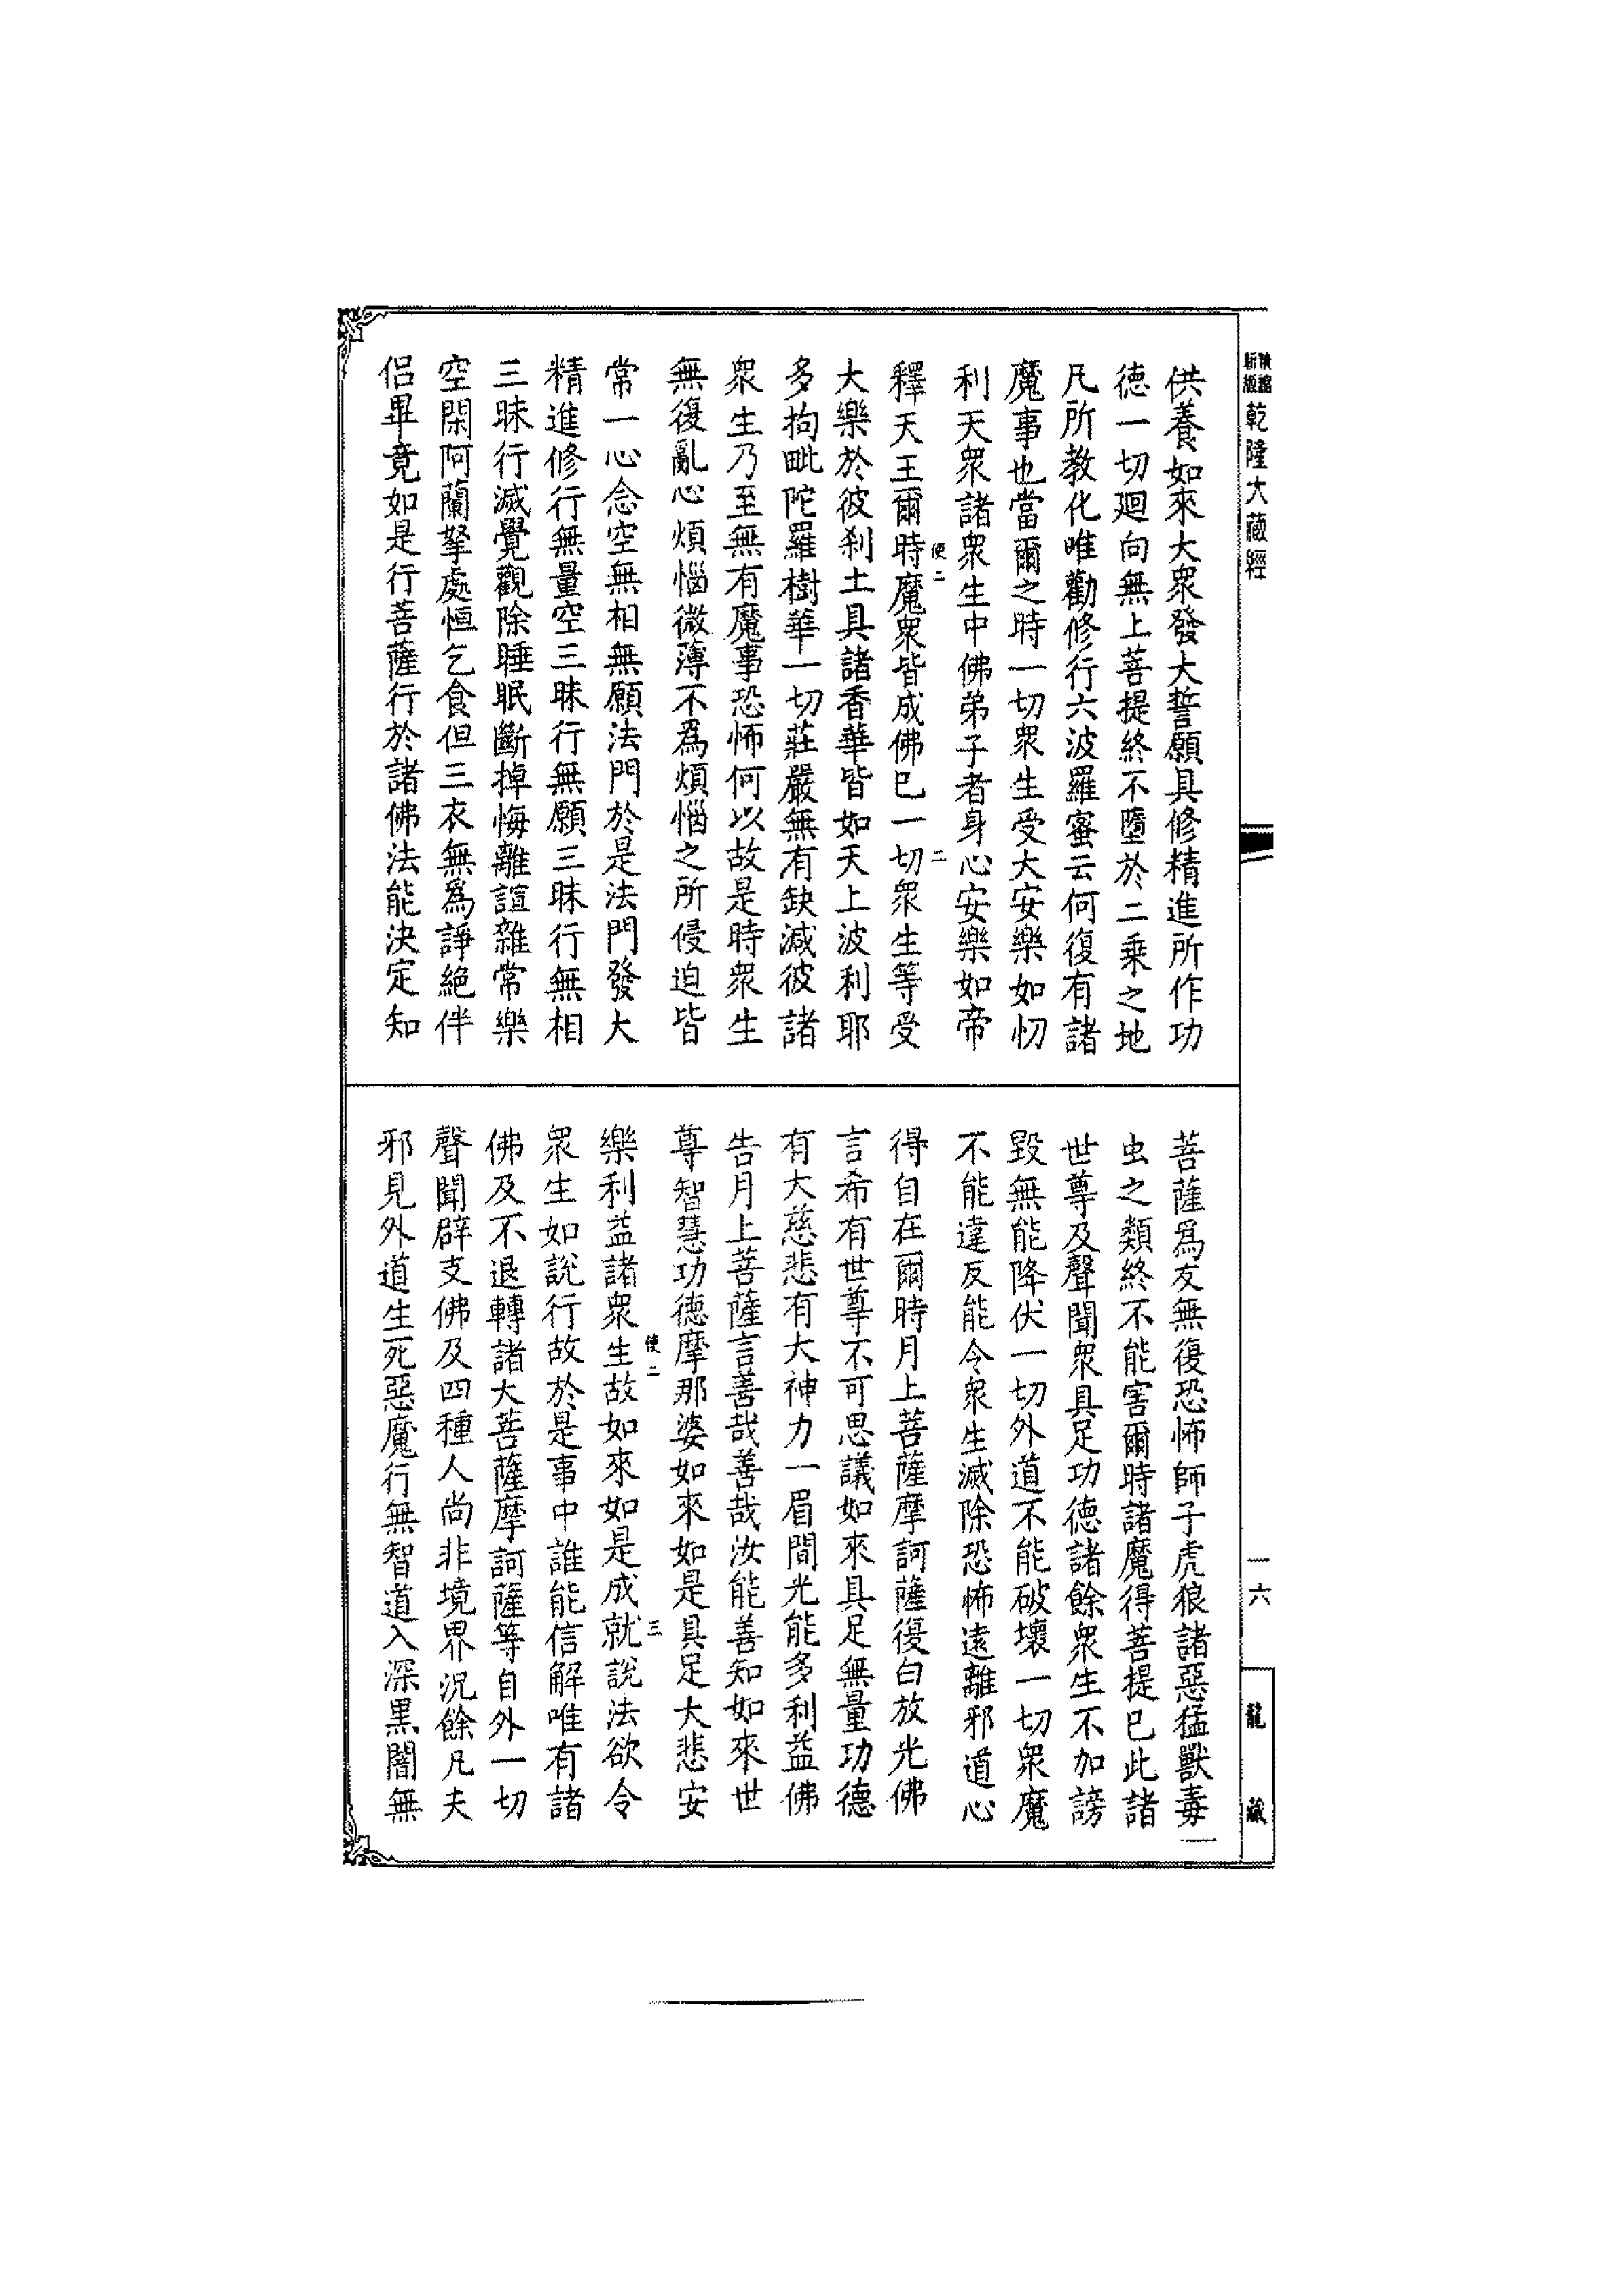 新編縮版
乾隆大藏經
供養如來大衆發大誓願具修精進所作功
德一切廻向無上菩提終不墮於二乘之地
凡所教化唯勸修行六波羅蜜云何復有諸
魔事也當爾之時一切衆生受大安樂如忉
利天衆諸衆生中佛弟子者身心安樂如帝
釋天王爾時魔衆皆成佛已一切衆生等受
使二
二
大樂於彼刹土具諸香華皆如天上波利耶
多拘毗陀羅樹華一切莊嚴無有缺減彼諸
衆生乃至無有魔事恐怖何以故是時衆生
無復亂心煩惱微薄不爲煩惱之所侵迫皆
常一心念空無相無願法門於是法門發大
精進修行無量空三昧行無願三昧行無相
三昧行滅覺觀除睡眠斷掉悔離諠雜常樂
空閑阿蘭拏處恒乞食但三衣無爲諍絶伴
侣畢竟如是行菩薩行於諸佛法能決定知
菩薩爲友無復恐怖師子虎狼諸惡猛獸毒
虫之類終不能害爾時諸魔得菩提已此諸
世尊及聲聞衆具足功德諸餘衆生不加謗
毀無能降伏一切外道不能破壞一切衆魔
不能違反能令衆生滅除恐怖遠離邪道心
得自在爾時月上菩薩摩訶薩復白放光佛
言希有世尊不可思議如來具足無量功德
有大慈悲有大神力一眉間光能多利益佛
告月上菩薩言善哉善哉汝能善知如來世
尊智慧功德摩那婆如來如是具足大悲安
樂利益諸衆生故如來如是成就說法欲令
使二
三
衆生如說行故於是事中誰能信解唯有諸
佛及不退轉諸大菩薩摩訶薩等自外一切
聲聞辟支佛及四種人尚非境界況餘凡夫
邪見外道生死惡魔行無智道入深黑闇無
一六
龍藏